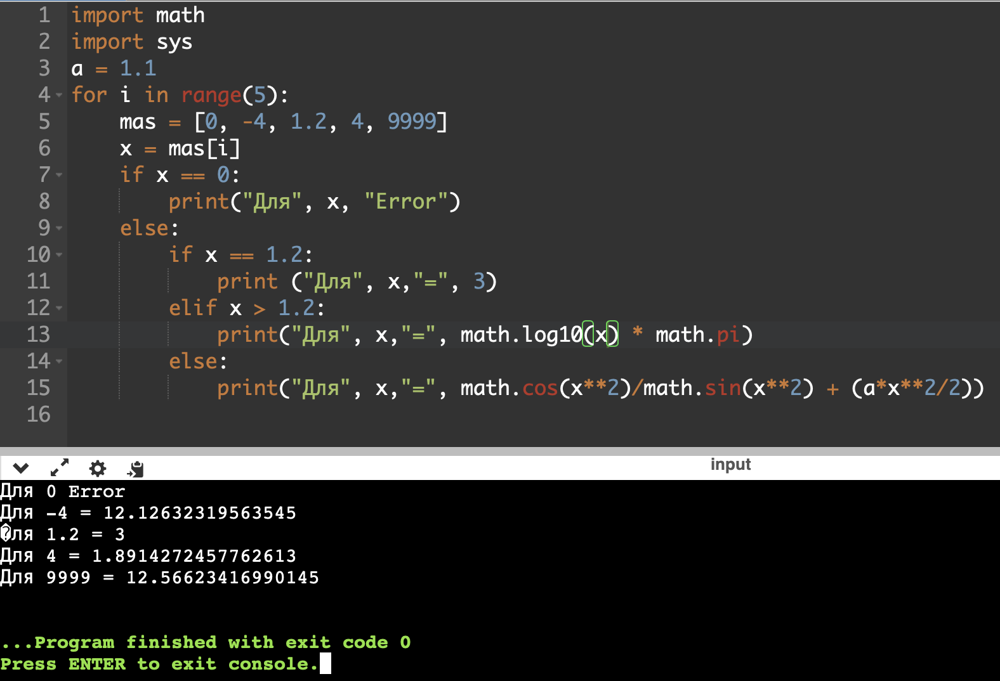 1 import math
2 import sys
3 a = 1.1
4 for i in range(5):
5     mas = [0, -4, 1.2, 4, 9999]
6     x = mas[i]
7     if x == 0:
8         print("Для", x, "Error")
9     else:
10         if x == 1.2:
11             print ("Для", x,"=", 3)
12         elif x > 1.2:
13             print("Для", x,"=", math.log10(x) * math.pi)
14         else:
15             print("Для", x,"=", math.cos(x**2)/math.sin(x**2) + (a*x**2/2))
16
input
Для 0 Error
Для -4 = 12.12632319563545
�ля 1.2 = 3
Для 4 = 1.8914272457762613
Для 9999 = 12.56623416990145
...Program finished with exit code 0
Press ENTER to exit console.